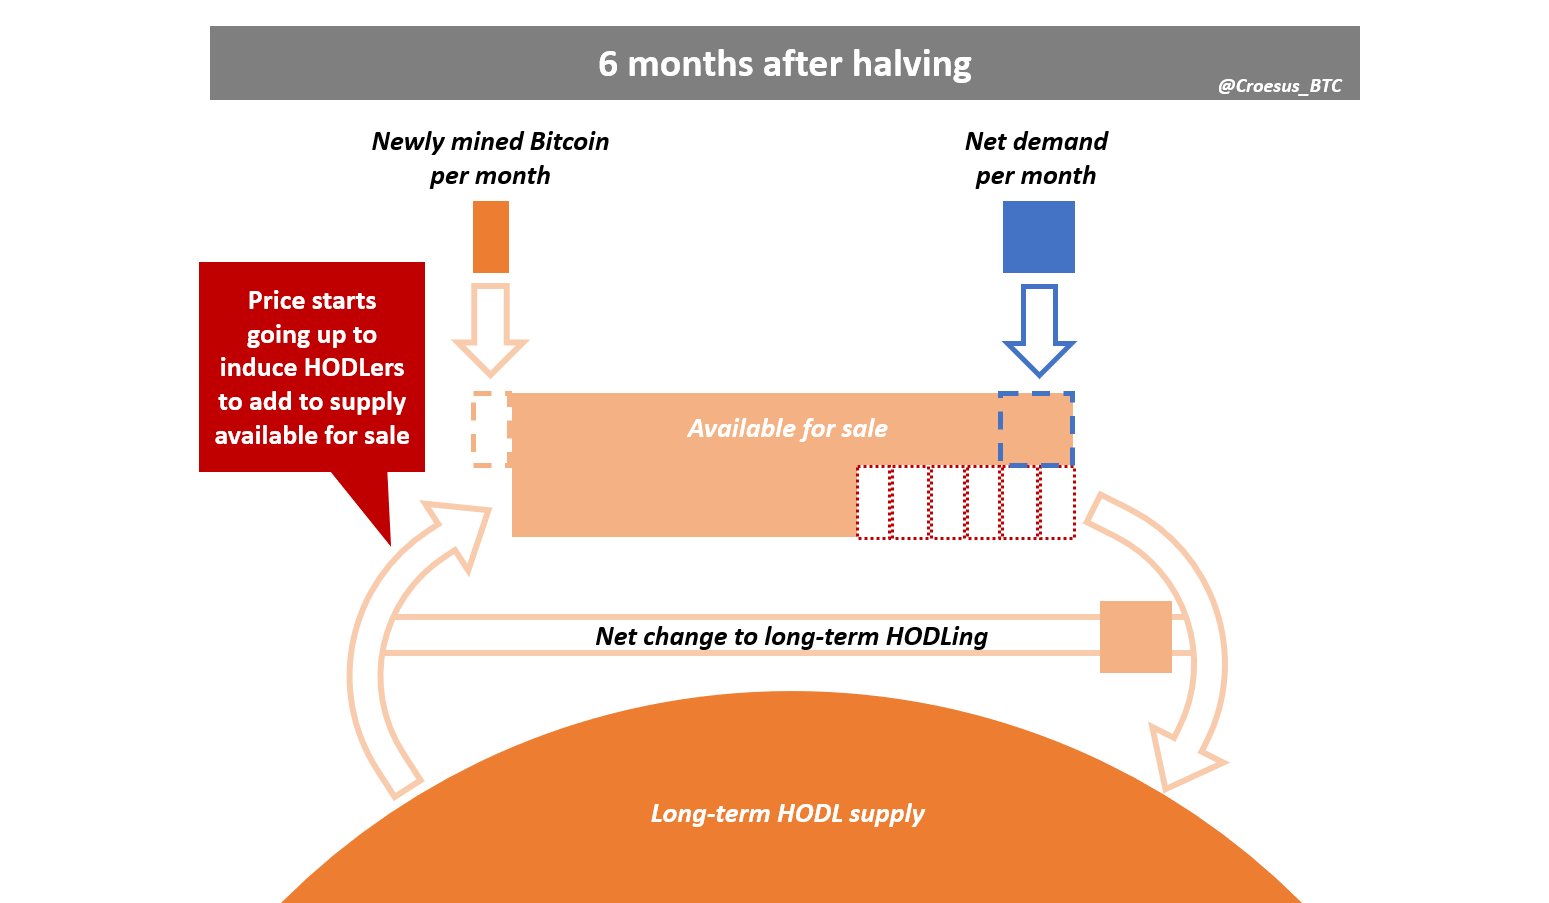 6 months after halving
@Croesus_BTC
Newly mined Bitcoin
per month
Net demand
per month
Price starts
going up to
induce HODLers
to add to supply
available for sale
Available for sale
Net change to long-term HODLing
Long-term HODL supply